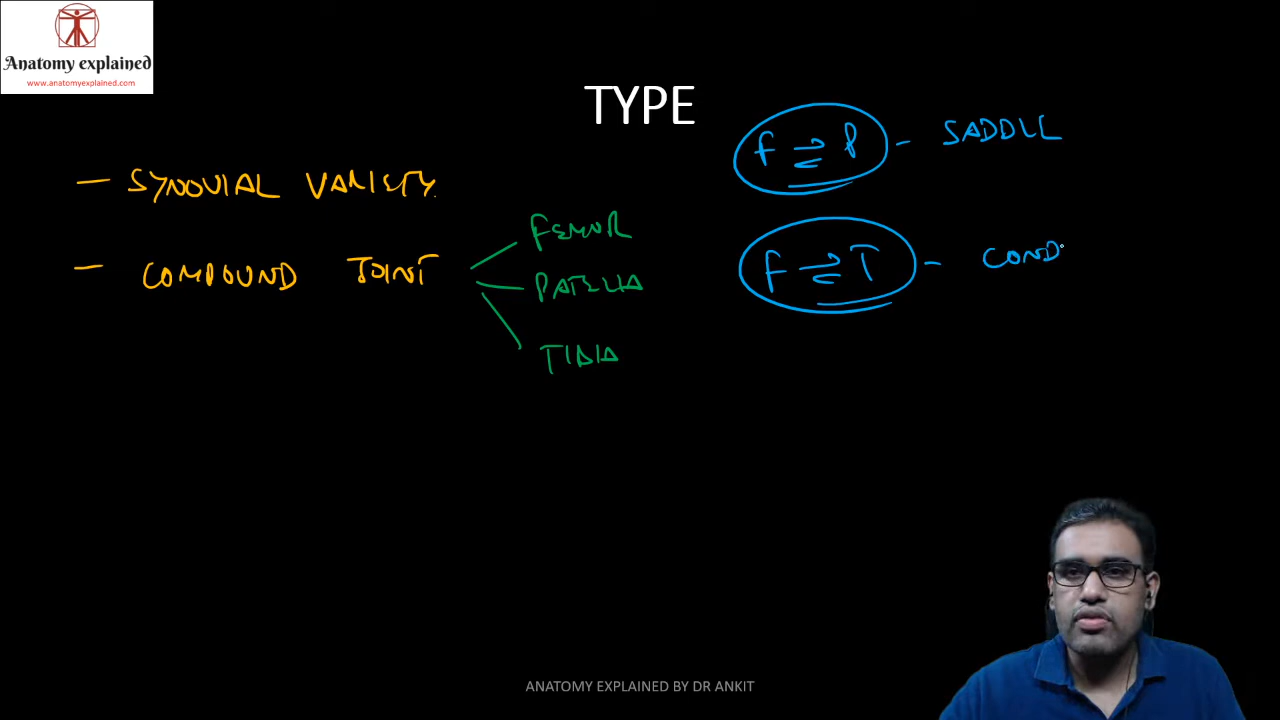 Anatomy explained
www.anatomyexplained.com
TYPE
– SYNOVIAL VARIETY.
– COMPOUND JOINT
FEMUR
PATELLA
TIBIA
F ⇌ P – SADDLE
F ⇌ T – COND
ANATOMY EXPLAINED BY DR ANKIT